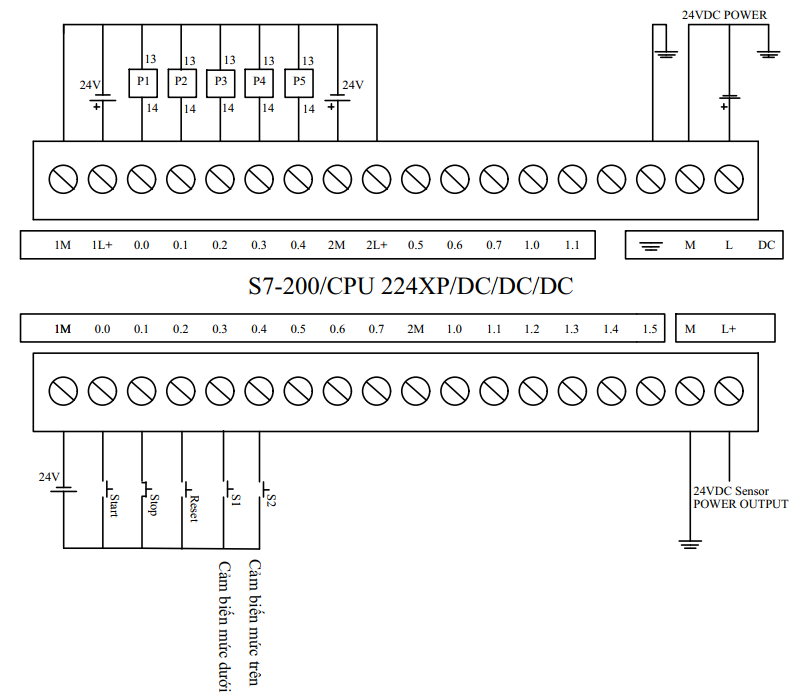 24VDC POWER
13 13 13 13 13
24V P1 P2 P3 P4 P5 24V
+ 14 14 14 14 14 + +
1M 1L+ 0.0 0.1 0.2 0.3 0.4 2M 2L+ 0.5 0.6 0.7 1.0 1.1 M L DC
S7-200/CPU 224XP/DC/DC/DC
1M 0.0 0.1 0.2 0.3 0.4 0.5 0.6 0.7 2M 1.0 1.1 1.2 1.3 1.4 1.5 M L+
24V
Start
Stop
Reset
S1
S2
24VDC Sensor
POWER OUTPUT
Cảm biến mức dưới
Cảm biến mức trên